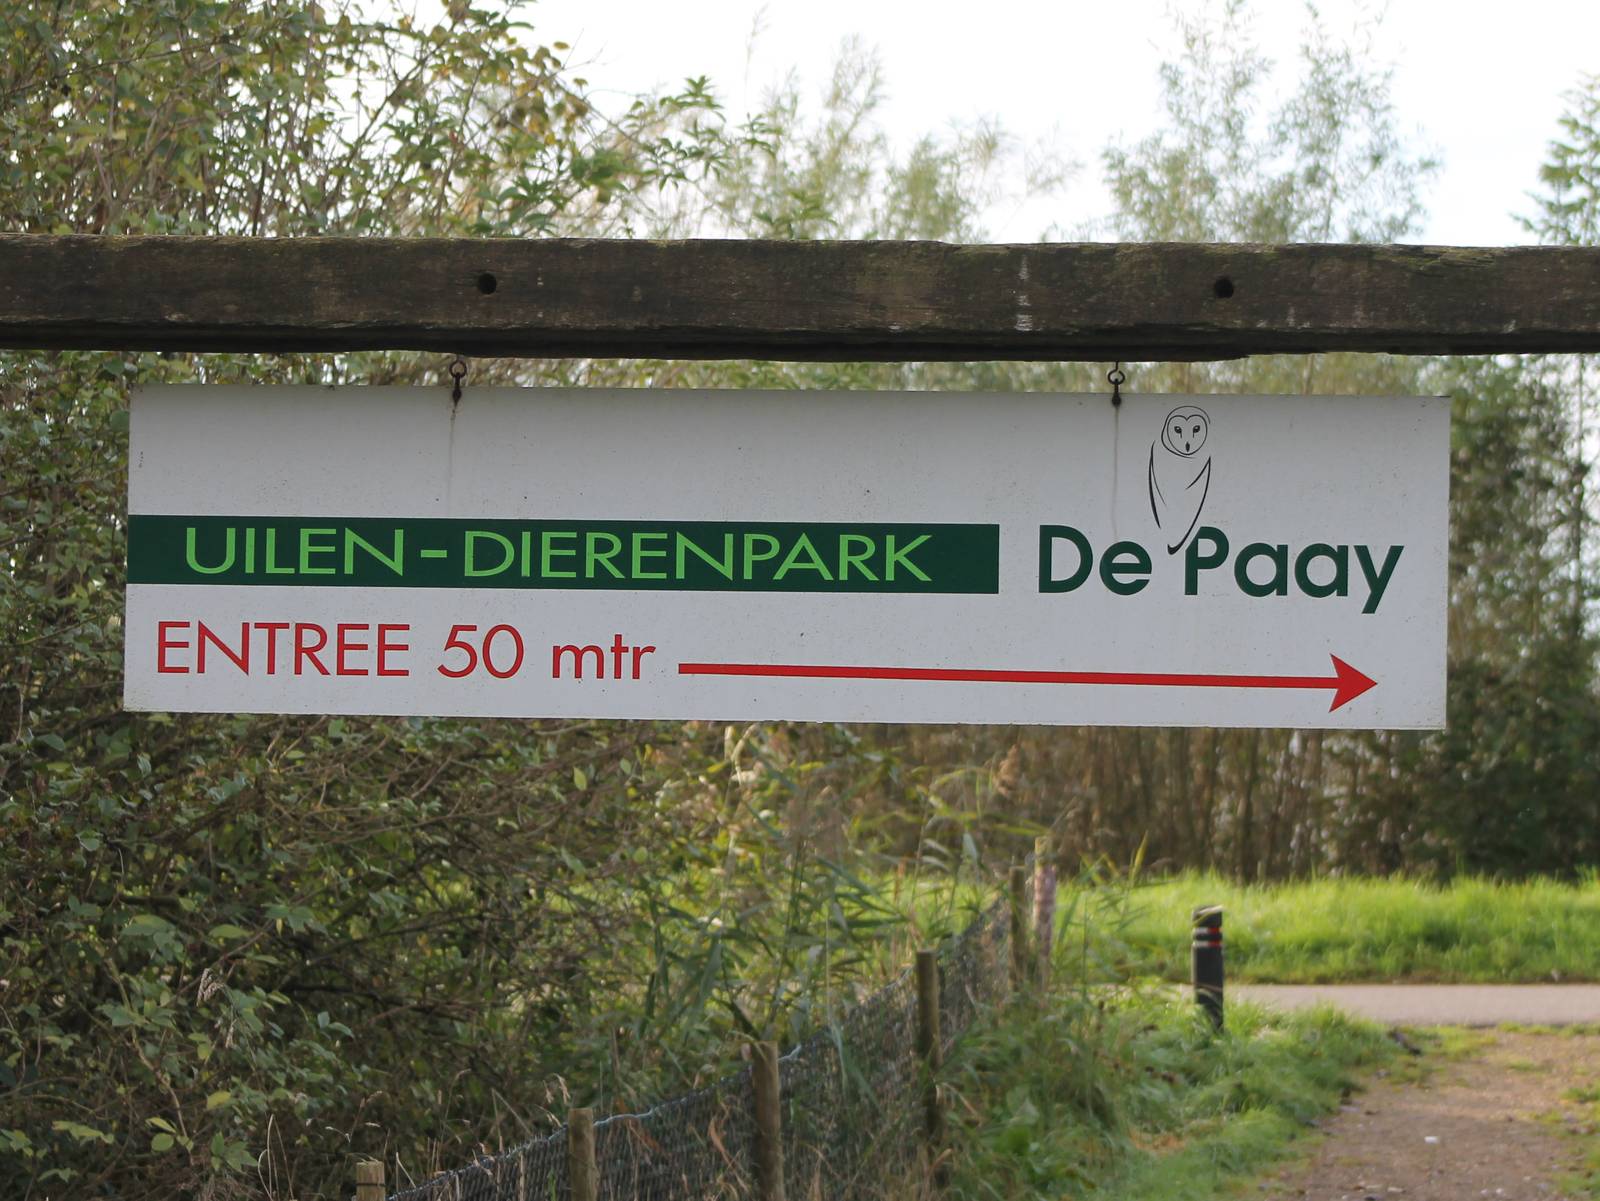 UILEN-DIERENPARK De Paay
ENTREE 50 mtr